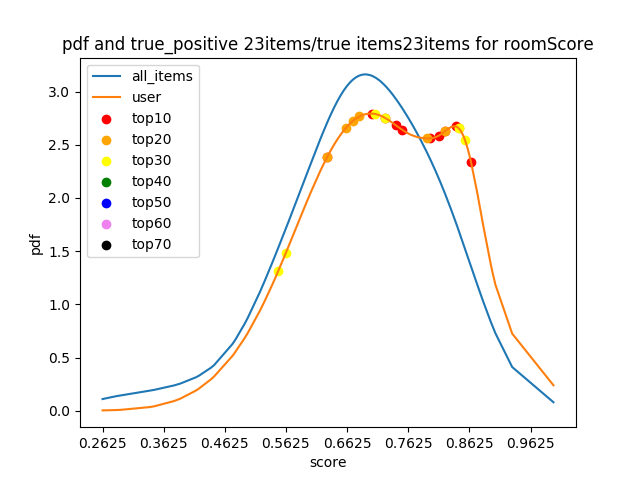 pdf and true_positive 23items/true items23items for roomScore
all_items
user
top10
top20
top30
top40
top50
top60
top70
3.0
2.5
2.0
1.5
1.0
0.5
0.0
pdf
0.2625 0.3625 0.4625 0.5625 0.6625 0.7625 0.8625 0.9625
score